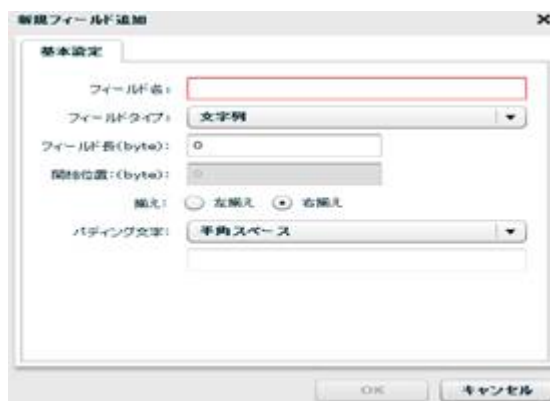 新規フィールド追加
基本設定
フィールド名:
フィールドタイプ: 文字列
フィールド長(byte): 0
開始位置:(byte): 0
揃え: 左揃え 右揃え
パディング文字: 半角スペース
OK キャンセル